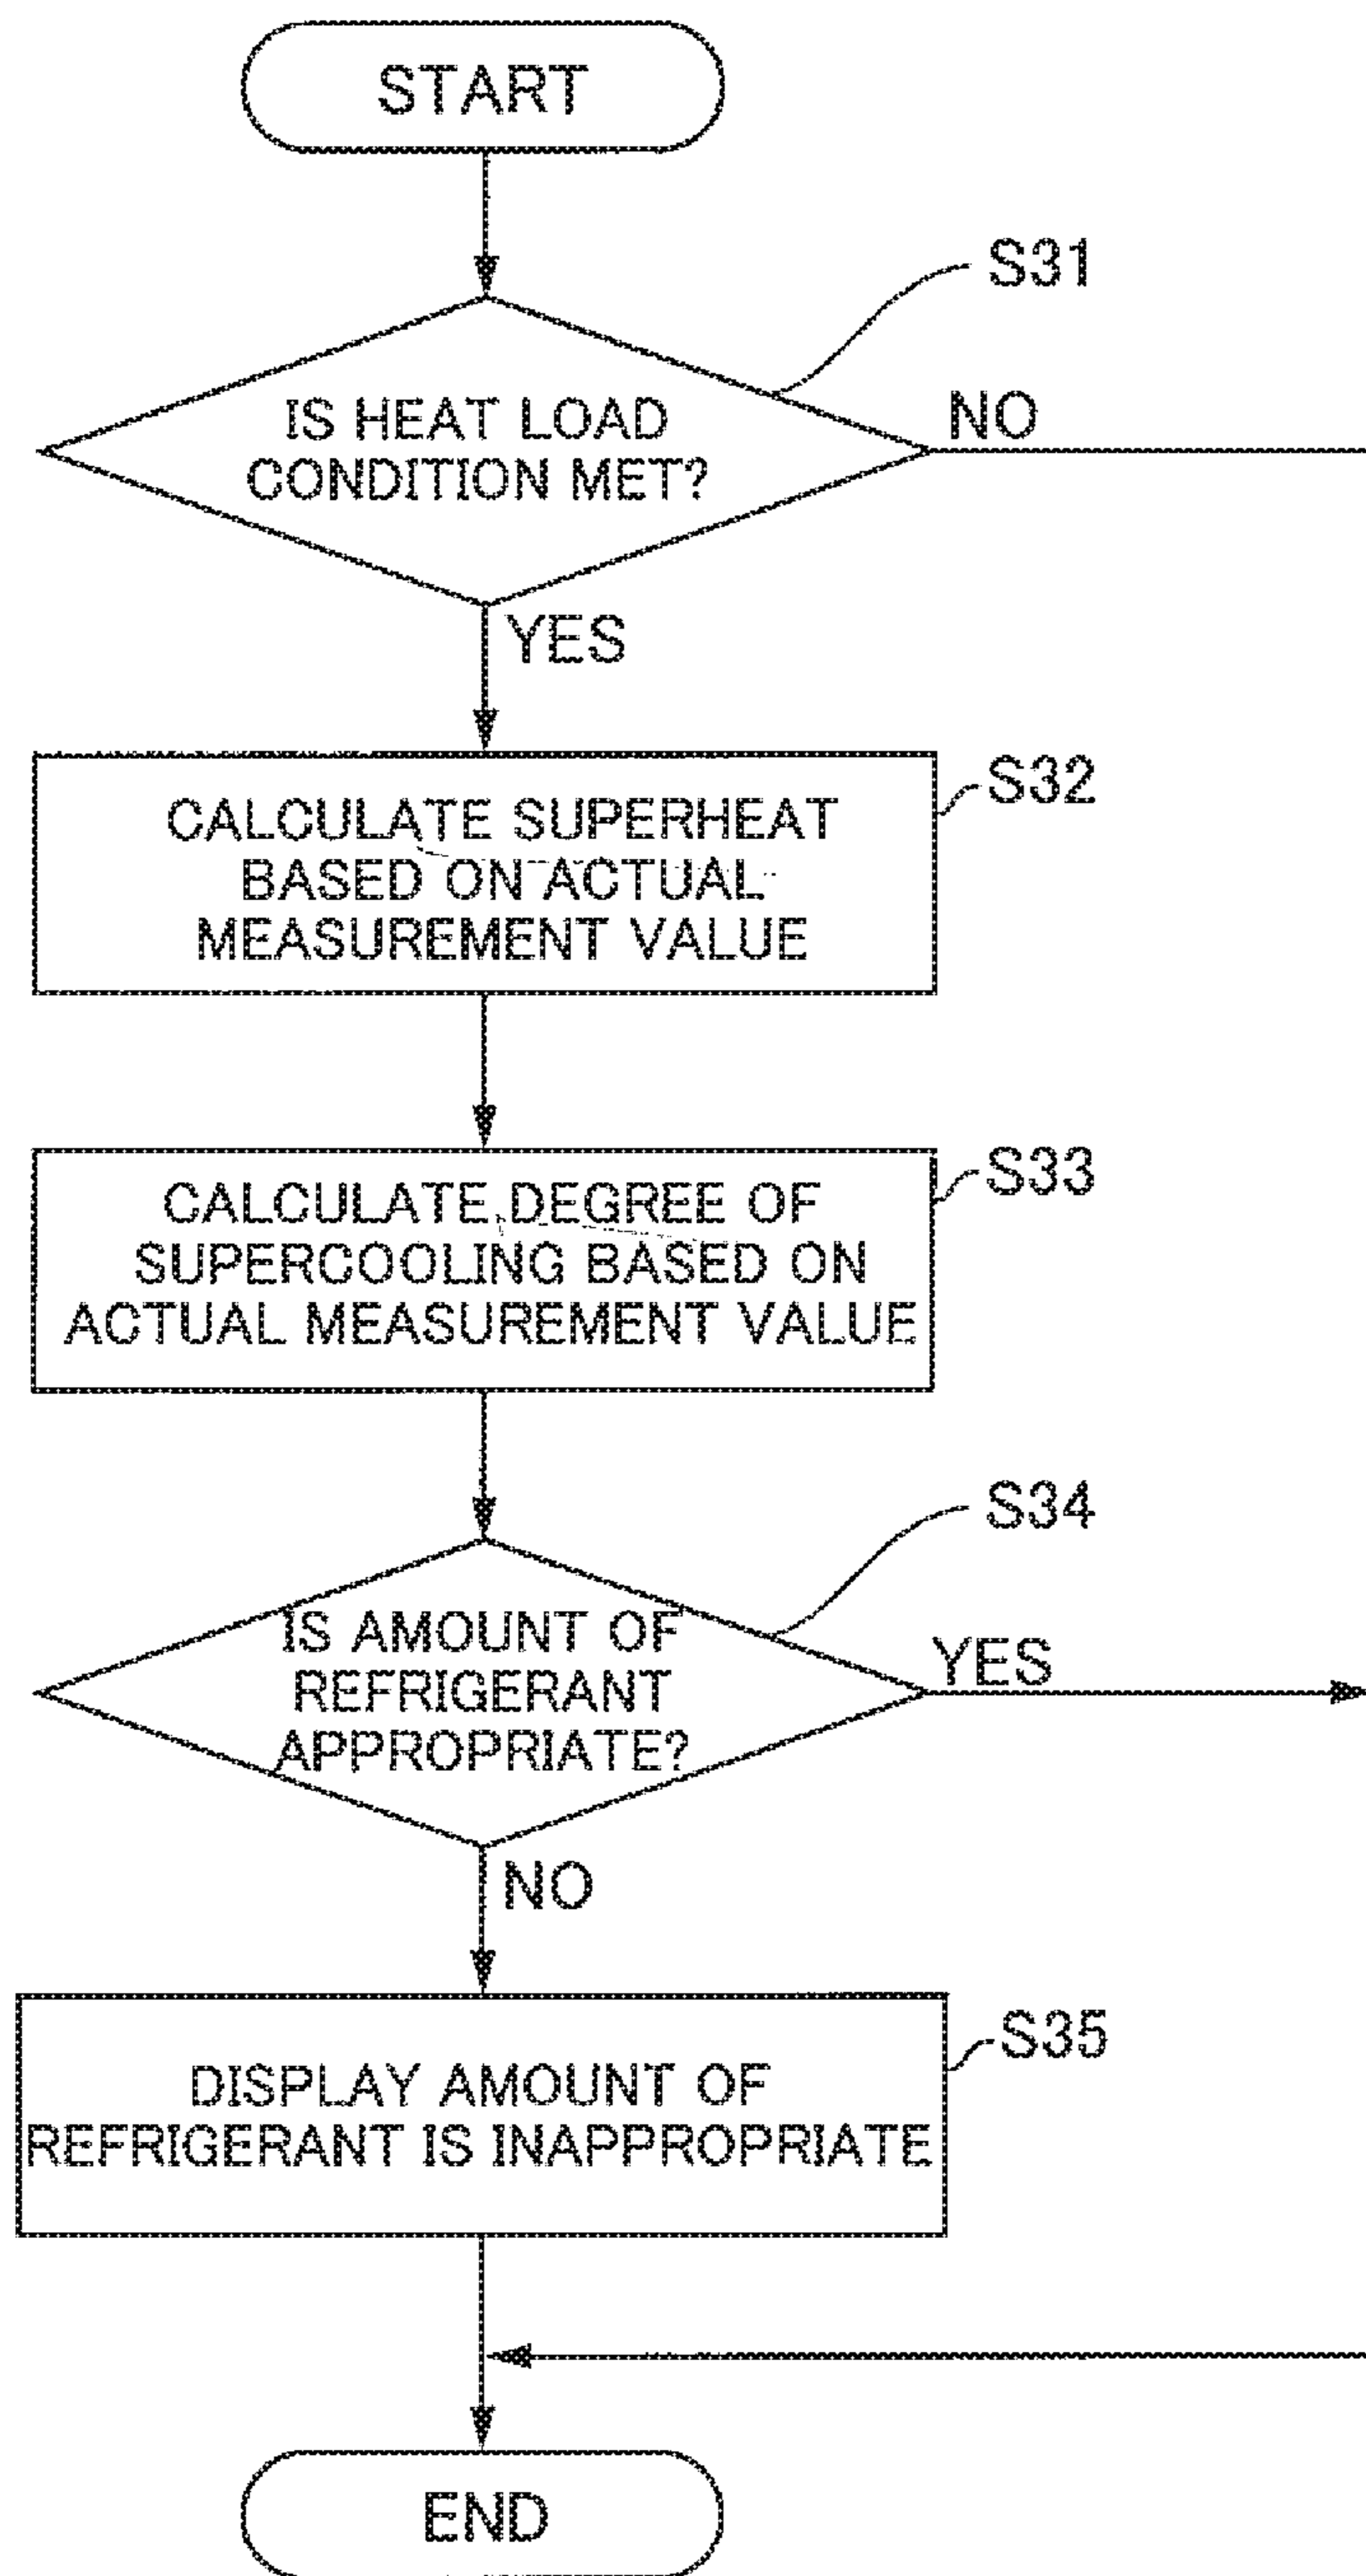 START
S31
IS HEAT LOAD
CONDITION MET?
NO
YES
S32
CALCULATE SUPERHEAT
BASED ON ACTUAL
MEASUREMENT VALUE
S33
CALCULATE DEGREE OF
SUPERCOOLING BASED ON
ACTUAL MEASUREMENT VALUE
S34
IS AMOUNT OF
REFRIGERANT
APPROPRIATE?
YES
NO
S35
DISPLAY AMOUNT OF
REFRIGERANT IS INAPPROPRIATE
END